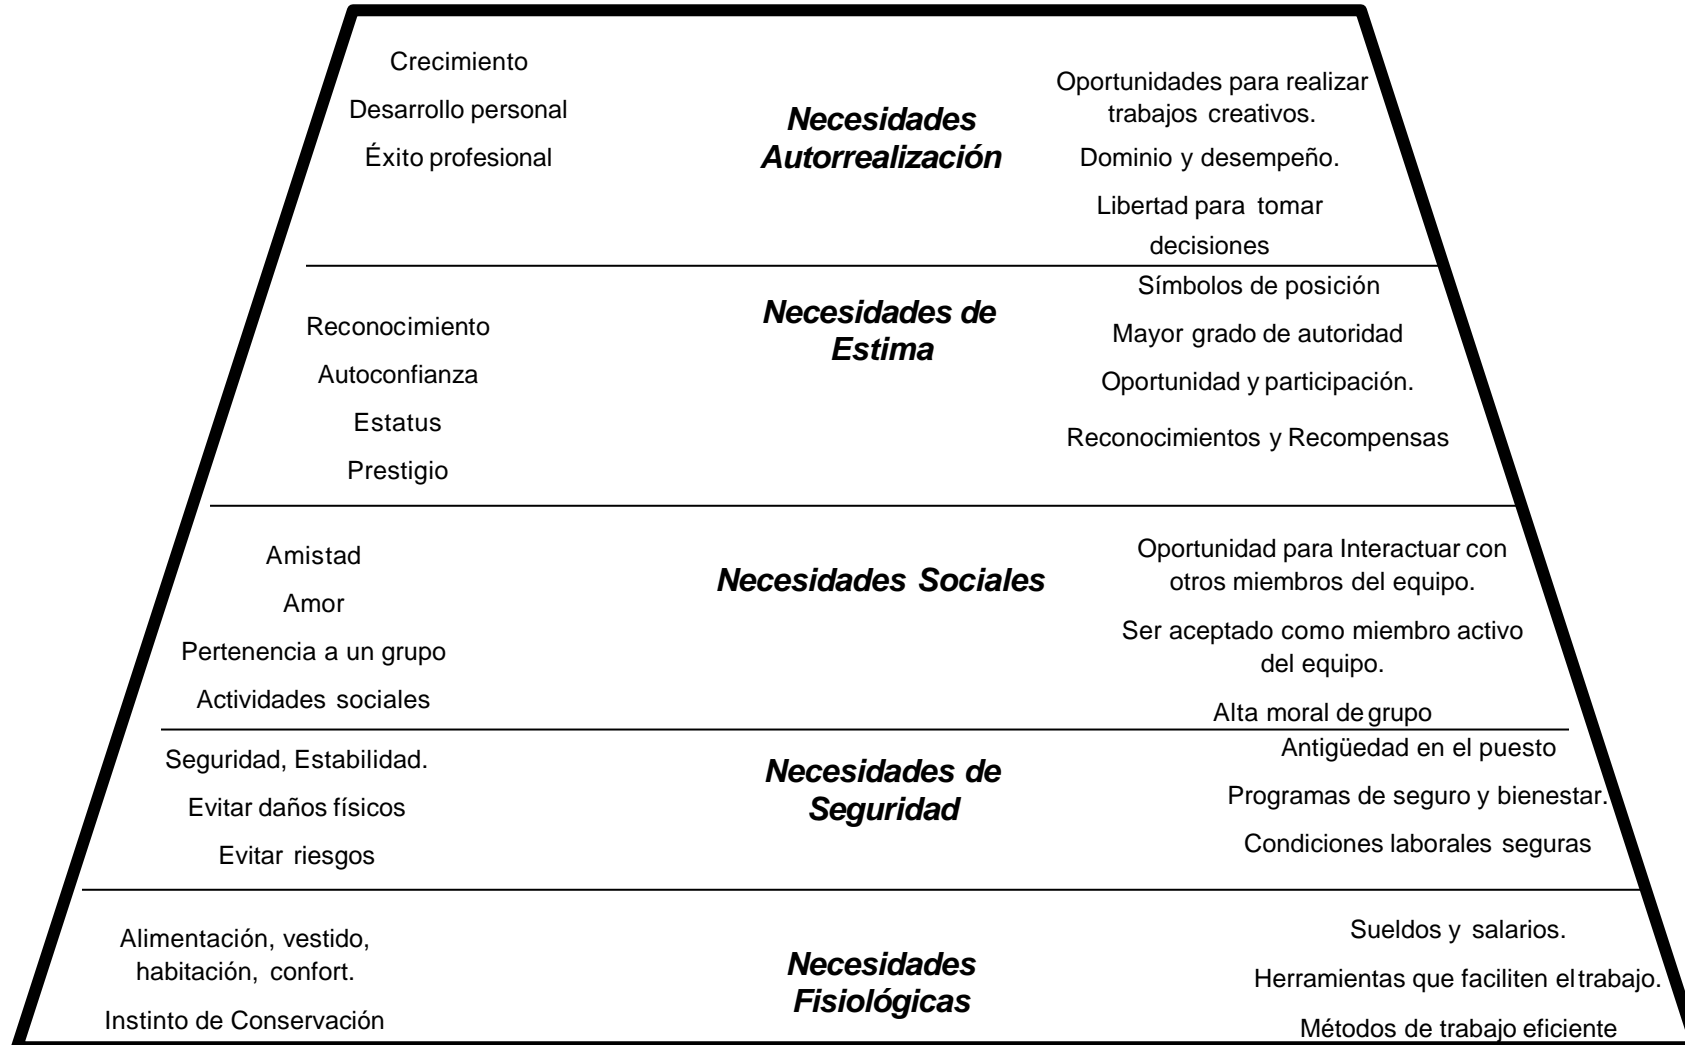 Crecimiento
Desarrollo personal
Éxito profesional
Necesidades
Autorrealización
Oportunidades para realizar
trabajos creativos.
Dominio y desempeño.
Libertad para tomar
decisiones
Reconocimiento
Autoconfianza
Estatus
Prestigio
Necesidades de
Estima
Símbolos de posición
Mayor grado de autoridad
Oportunidad y participación.
Reconocimientos y Recompensas
Amistad
Amor
Pertenencia a un grupo
Actividades sociales
Necesidades Sociales
Oportunidad para Interactuar con
otros miembros del equipo.
Ser aceptado como miembro activo
del equipo.
Alta moral de grupo
Seguridad, Estabilidad.
Evitar daños físicos
Evitar riesgos
Necesidades de
Seguridad
Antigüedad en el puesto
Programas de seguro y bienestar.
Condiciones laborales seguras
Alimentación, vestido,
habitación, confort.
Instinto de Conservación
Necesidades
Fisiológicas
Sueldos y salarios.
Herramientas que faciliten el trabajo.
Métodos de trabajo eficiente